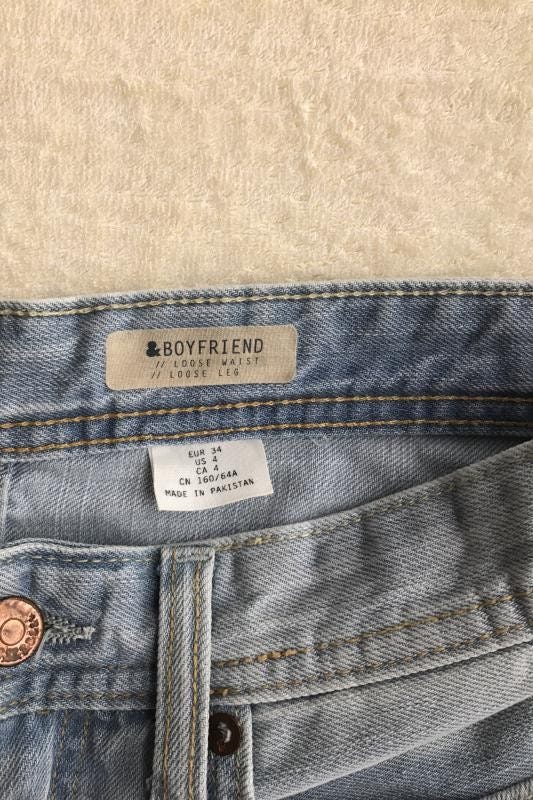 &BOYFRIEND
// LOOSE WAIST
// LOOSE LEG
EUR 34
US 4
CA 4
CN 160/64A
MADE IN PAKISTAN